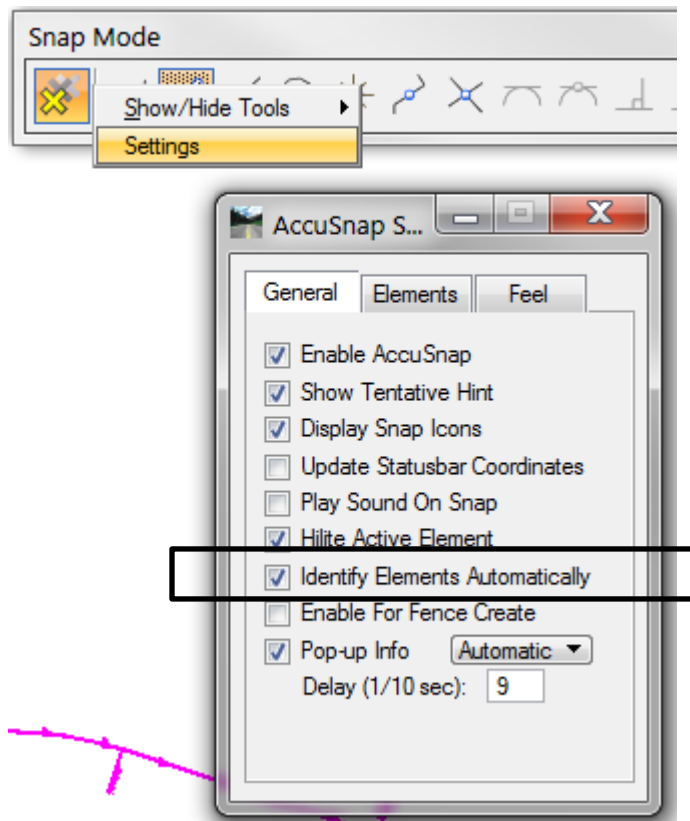 Snap Mode
Show/Hide Tools
Settings
AccuSnap S...
General Elements Feel
Enable AccuSnap
Show Tentative Hint
Display Snap Icons
Update Statusbar Coordinates
Play Sound On Snap
Hilite Active Element
Identify Elements Automatically
Enable For Fence Create
Pop-up Info Automatic
Delay (1/10 sec): 9